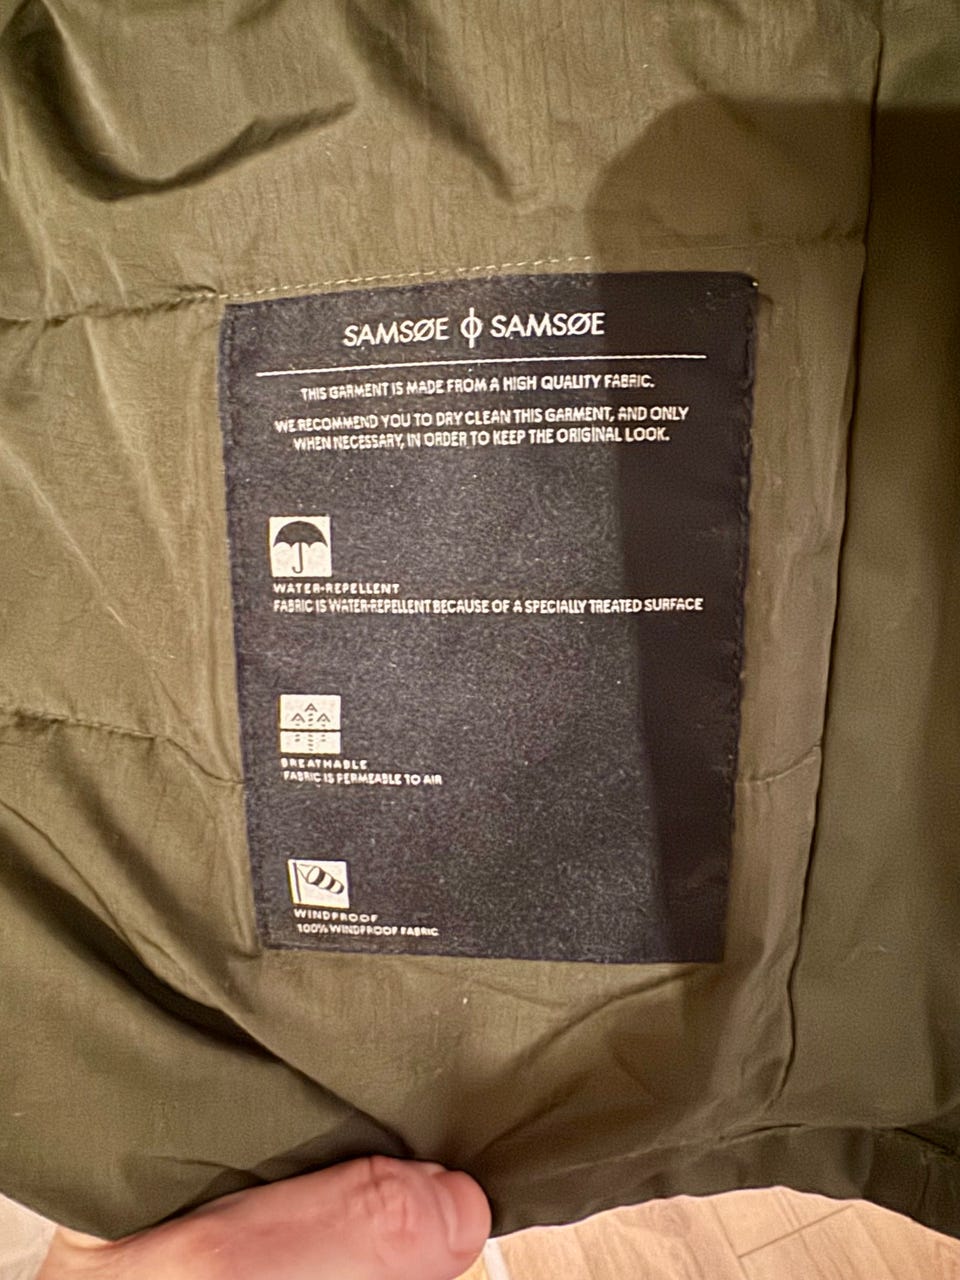 SAMSØE ϕ SAMSØE
THIS GARMENT IS MADE FROM A HIGH QUALITY FABRIC.
WE RECOMMEND YOU TO DRY CLEAN THIS GARMENT, AND ONLY
WHEN NECESSARY, IN ORDER TO KEEP THE ORIGINAL LOOK.
WATER-REPELLENT
FABRIC IS WATER-REPELLENT BECAUSE OF A SPECIALLY TREATED SURFACE
BREATHABLE
FABRIC IS PERMEABLE TO AIR
WINDPROOF
100% WINDPROOF FABRIC